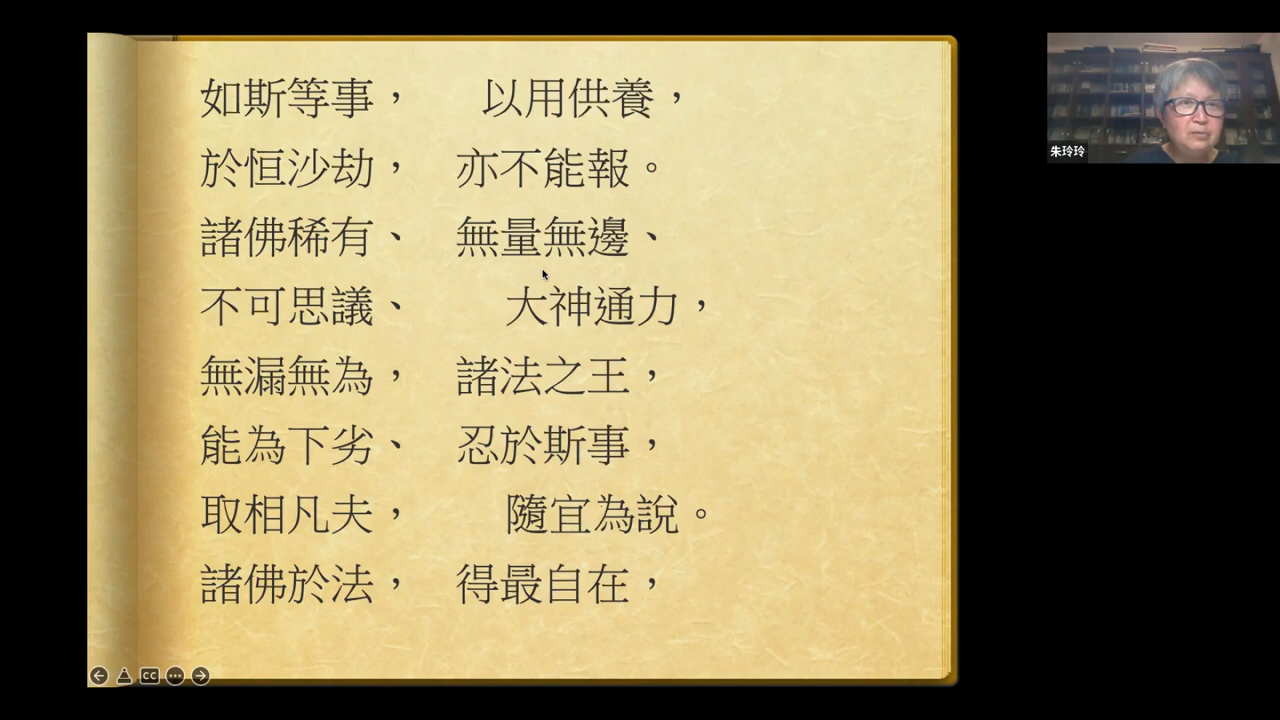 如斯等事， 以用供養，
於恒沙劫， 亦不能報。
諸佛稀有、 無量無邊、
不可思議、 大神通力，
無漏無為， 諸法之王，
能為下劣、 忍於斯事，
取相凡夫， 隨宜為說。
諸佛於法， 得最自在，
朱玲玲
CC